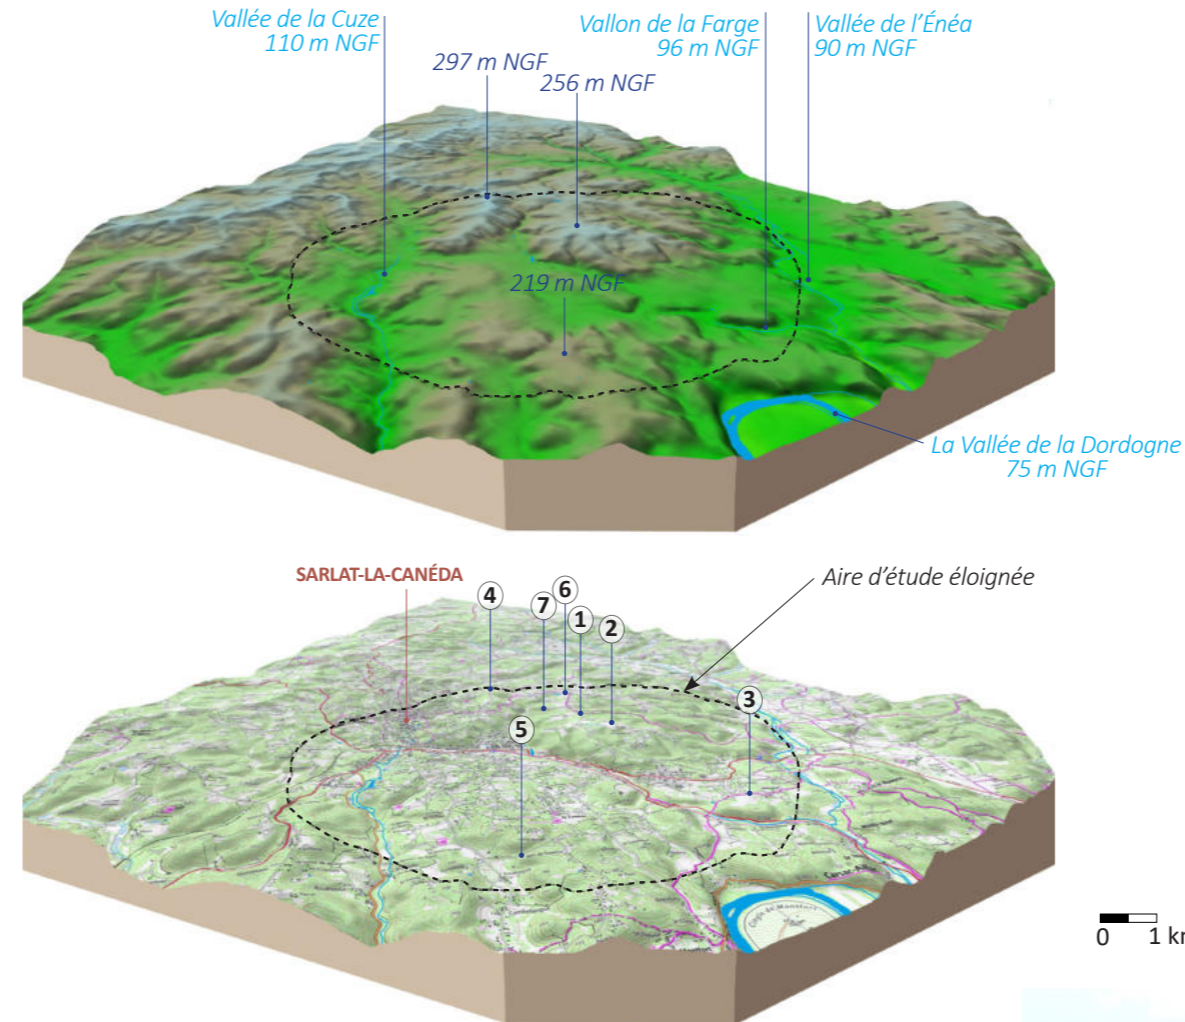 Vallée de la Cuze
110 m NGF
Vallon de la Farge
96 m NGF
Vallée de l’Énéa
90 m NGF
297 m NGF
256 m NGF
219 m NGF
La Vallée de la Dordogne
75 m NGF
SARLAT-LA-CANÉDA
Aire d’étude éloignée
4
7
6
1
2
3
5
0 1 km